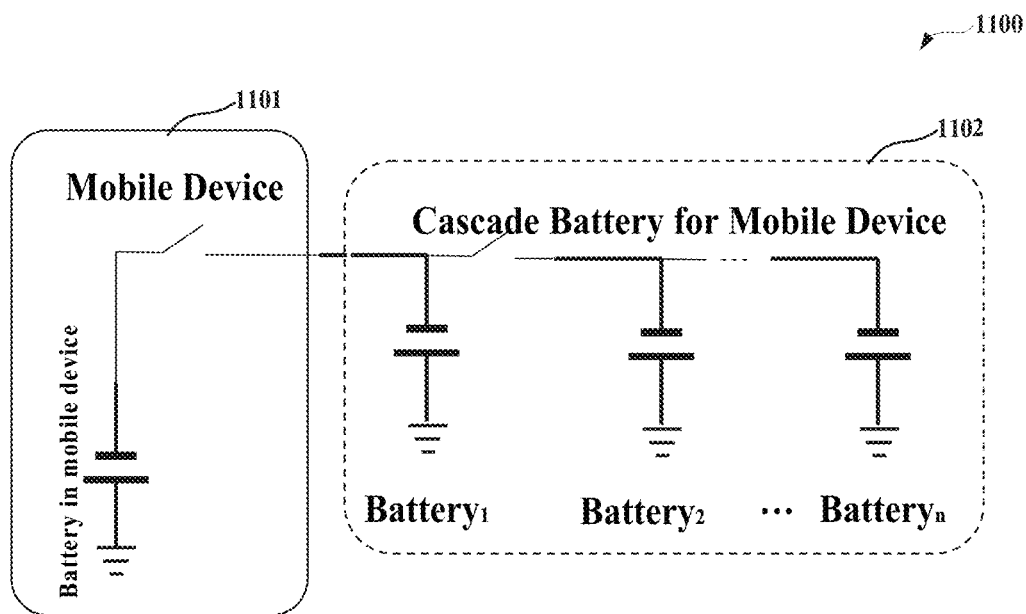 1100
1101
1102
Mobile Device
Cascade Battery for Mobile Device
Battery in mobile device
Battery₁ Battery₂ ··· Batteryₙ